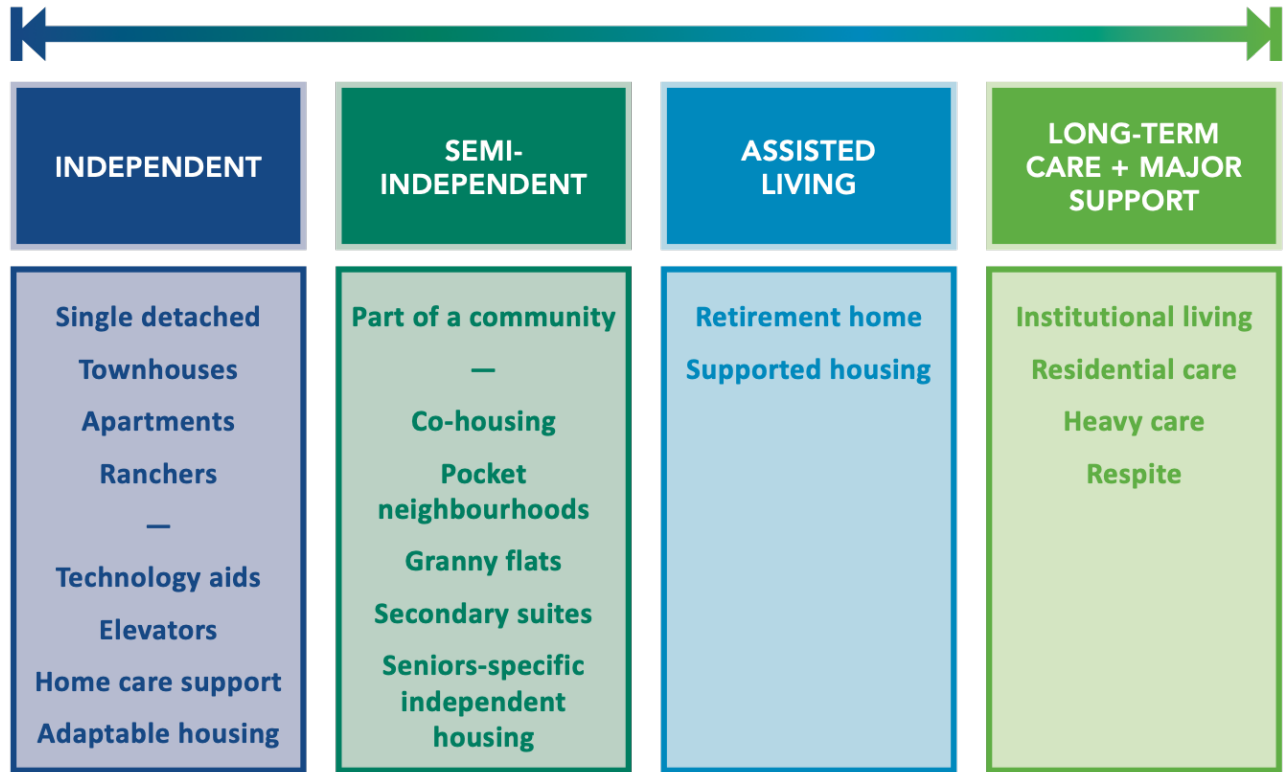 INDEPENDENT
SEMI-
INDEPENDENT
ASSISTED
LIVING
LONG-TERM
CARE + MAJOR
SUPPORT
Single detached
Townhouses
Apartments
Ranchers
—
Technology aids
Elevators
Home care support
Adaptable housing
Part of a community
—
Co-housing
Pocket
neighbourhoods
Granny flats
Secondary suites
Seniors-specific
independent
housing
Retirement home
Supported housing
Institutional living
Residential care
Heavy care
Respite